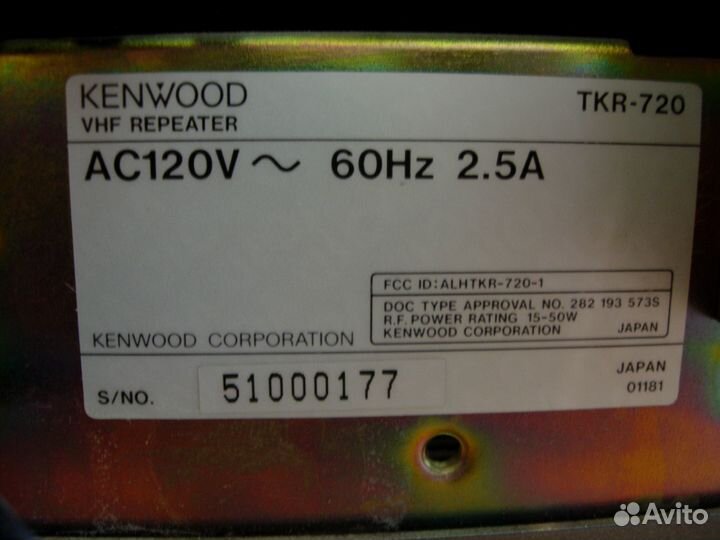 KENWOOD TKR-720
VHF REPEATER
AC120V ~ 60Hz 2.5A
FCC ID:ALHTKR-720-1
DOC TYPE APPROVAL NO. 282 193 573S
R.F. POWER RATING 15-50W
KENWOOD CORPORATION JAPAN
KENWOOD CORPORATION
S/NO. 51000177
JAPAN
01181
Avito